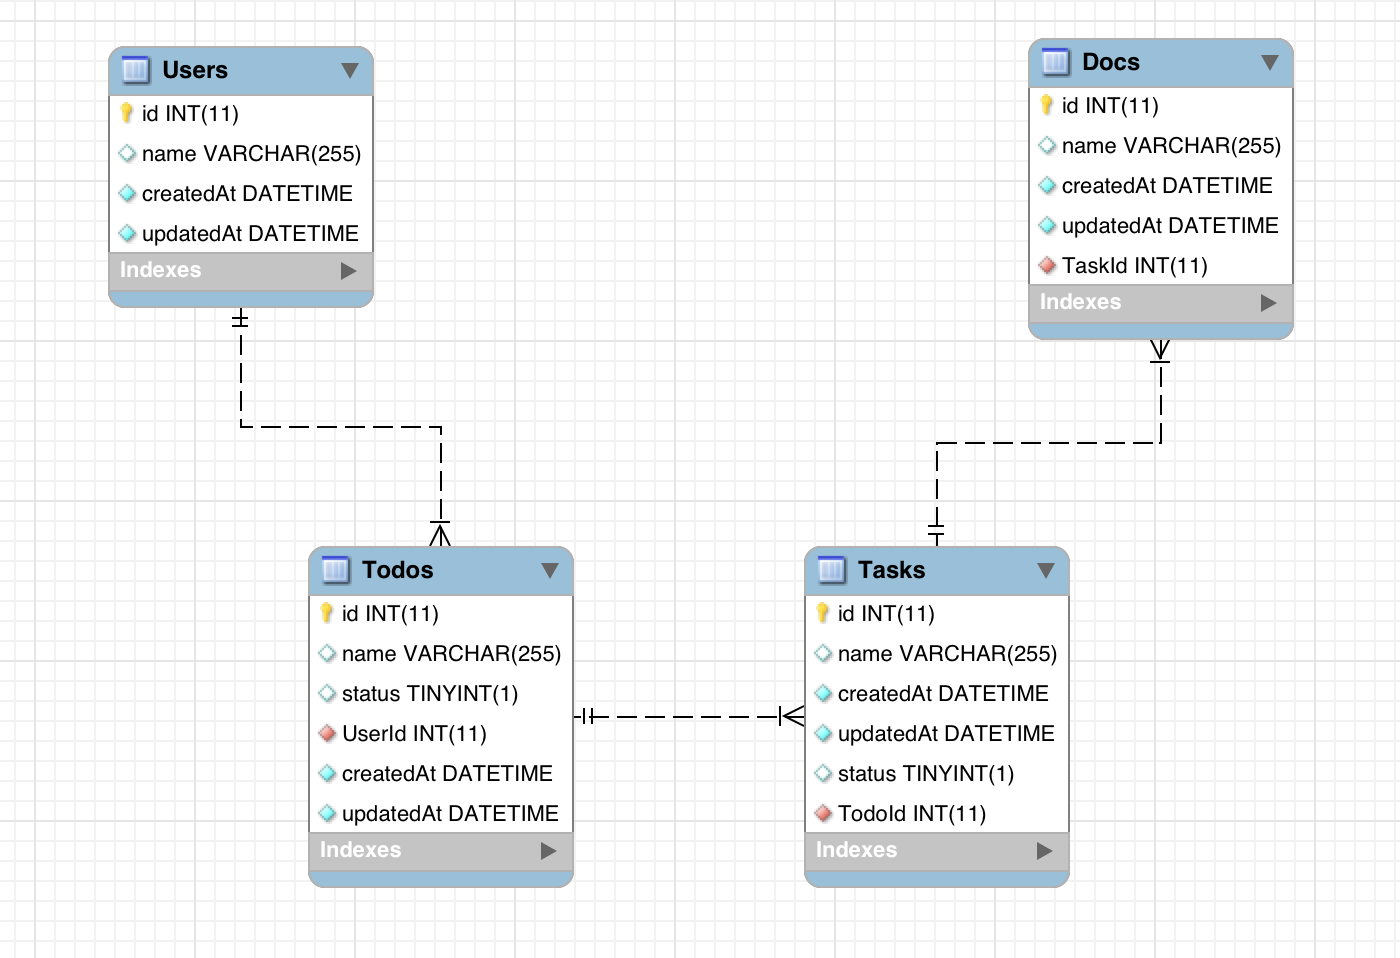 Users
id INT(11)
name VARCHAR(255)
createdAt DATETIME
updatedAt DATETIME
Indexes
Docs
id INT(11)
name VARCHAR(255)
createdAt DATETIME
updatedAt DATETIME
TaskId INT(11)
Indexes
Todos
id INT(11)
name VARCHAR(255)
status TINYINT(1)
UserId INT(11)
createdAt DATETIME
updatedAt DATETIME
Indexes
Tasks
id INT(11)
name VARCHAR(255)
createdAt DATETIME
updatedAt DATETIME
status TINYINT(1)
TodoId INT(11)
Indexes